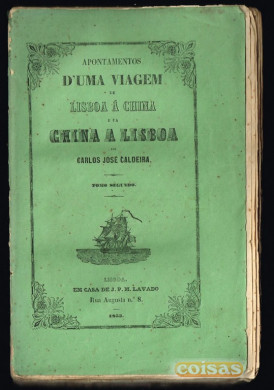 APONTAMENTOS
D'UMA VIAGEM
DE
LISBOA Á CHINA
E DA
CHINA A LISBOA
POR
CARLOS JOSÉ CALDEIRA.
TOMO SEGUNDO.
LISBOA.
EM CASA DE J. P. M. LAVADO
Rua Augusta n.º 8.
1853.
coisas